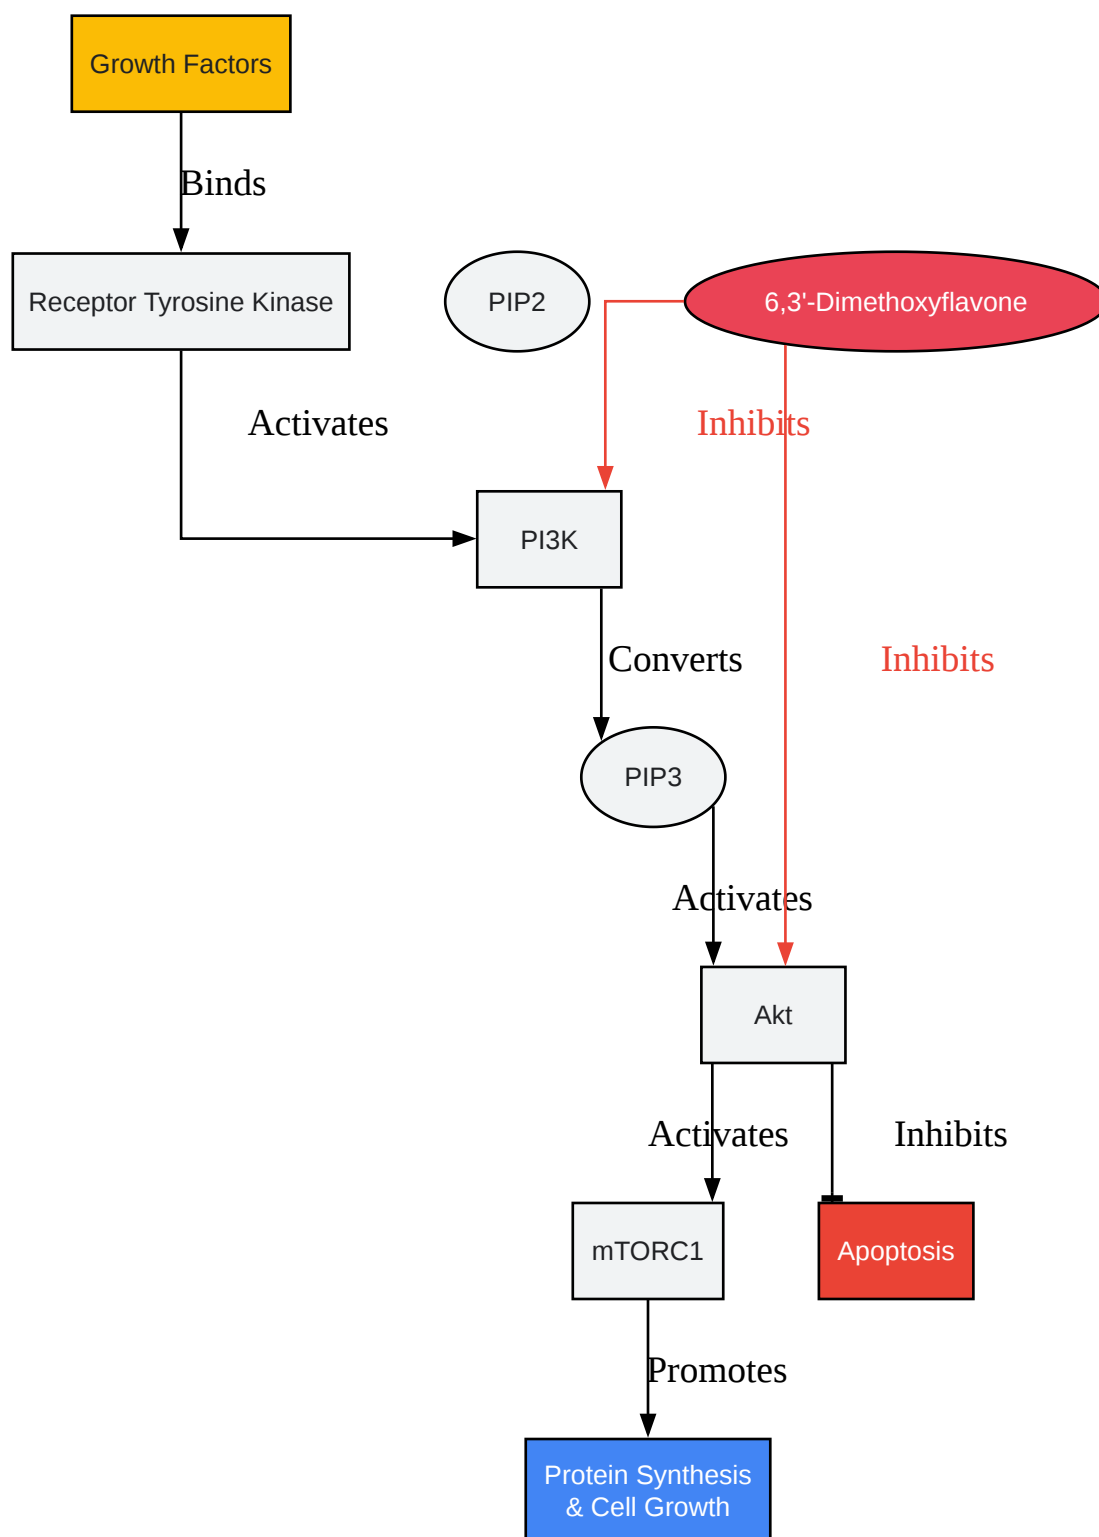 Growth Factors
Binds
Receptor Tyrosine Kinase
PIP2
6,3'-Dimethoxyflavone
Activates
Inhibits
PI3K
Converts
Inhibits
PIP3
Activates
Akt
Activates
Inhibits
mTORC1
Apoptosis
Promotes
Protein Synthesis
& Cell Growth